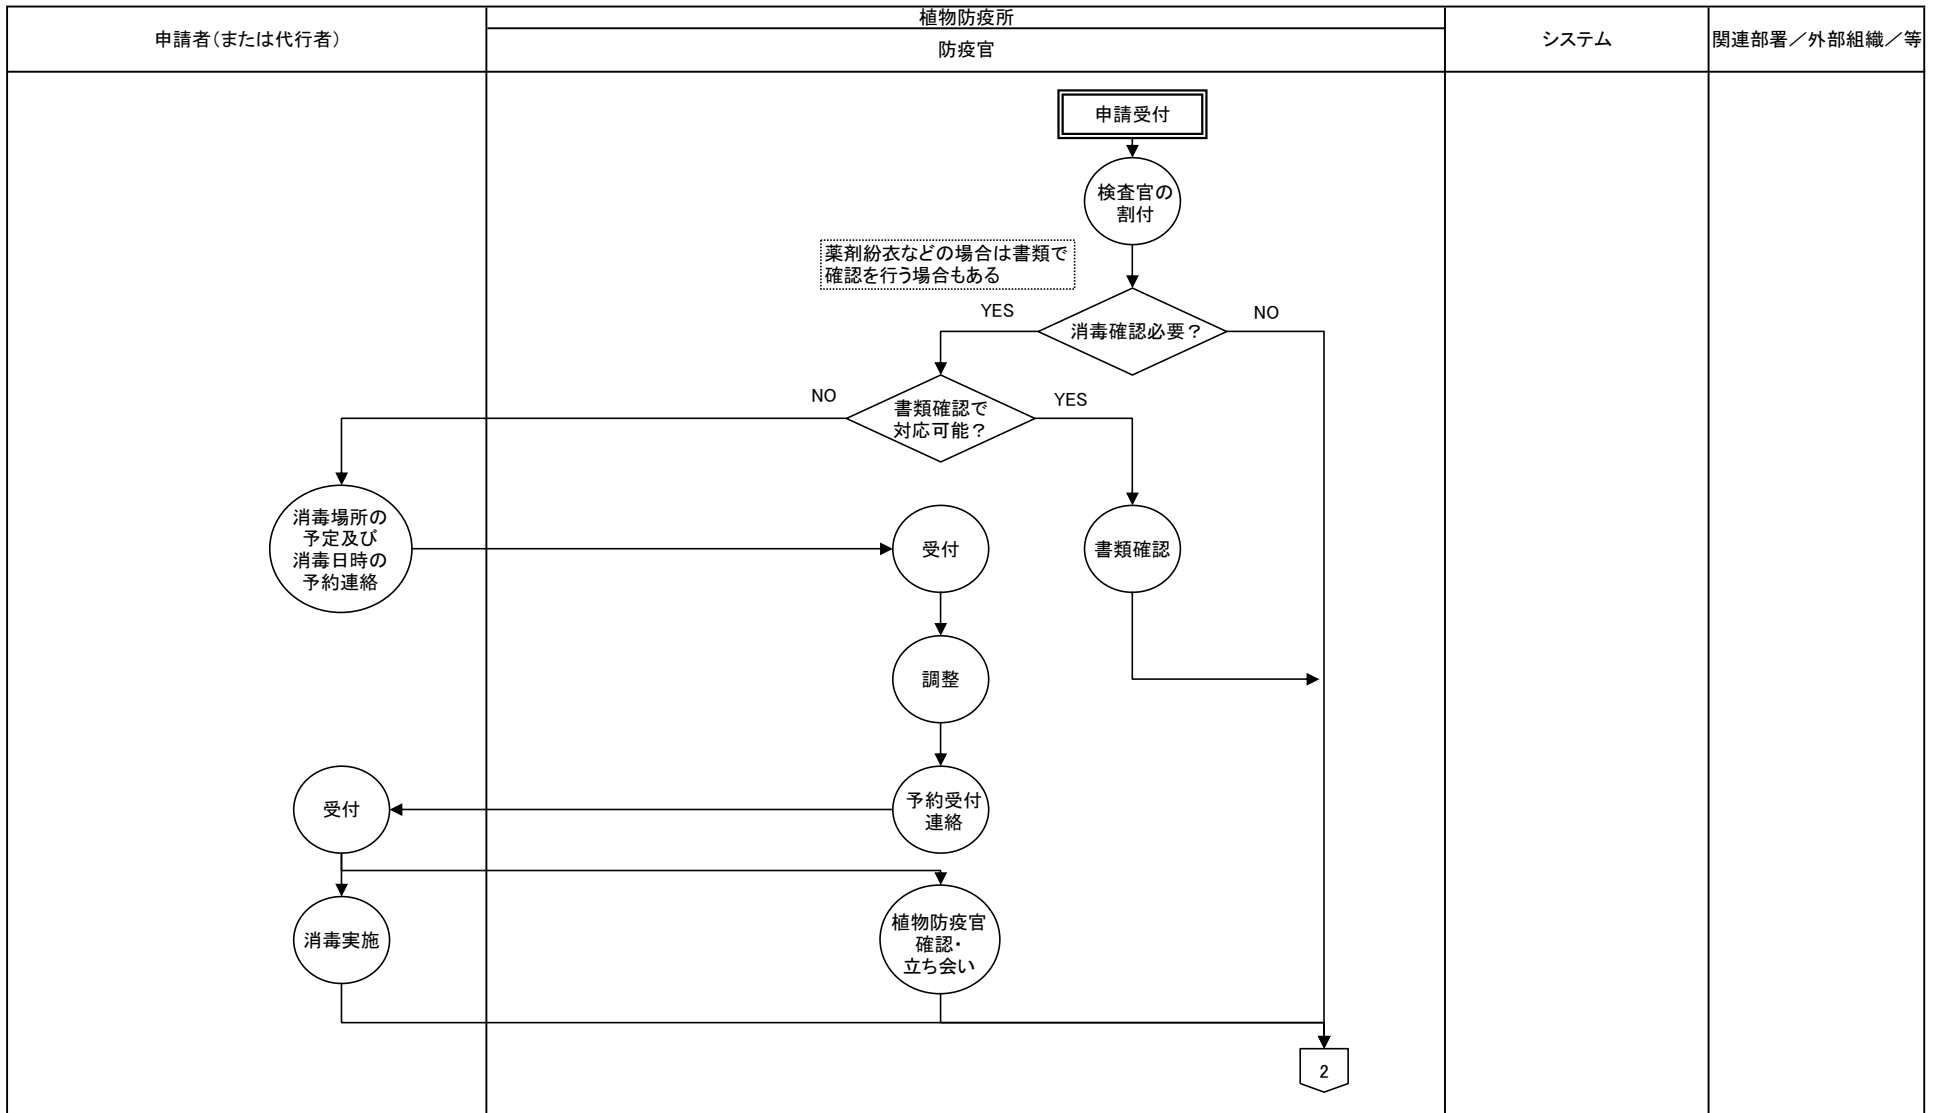 申請者（または代行者）
植物防疫所
防疫官
システム
関連部署／外部組織／等
申請受付
検査官の
割付
薬剤紛衣などの場合は書類で
確認を行う場合もある
YES
消毒確認必要？
NO
NO
書類確認で
対応可能？
YES
消毒場所の
予定及び
消毒日時の
予約連絡
受付
書類確認
調整
受付
予約受付
連絡
消毒実施
植物防疫官
確認・
立ち会い
2